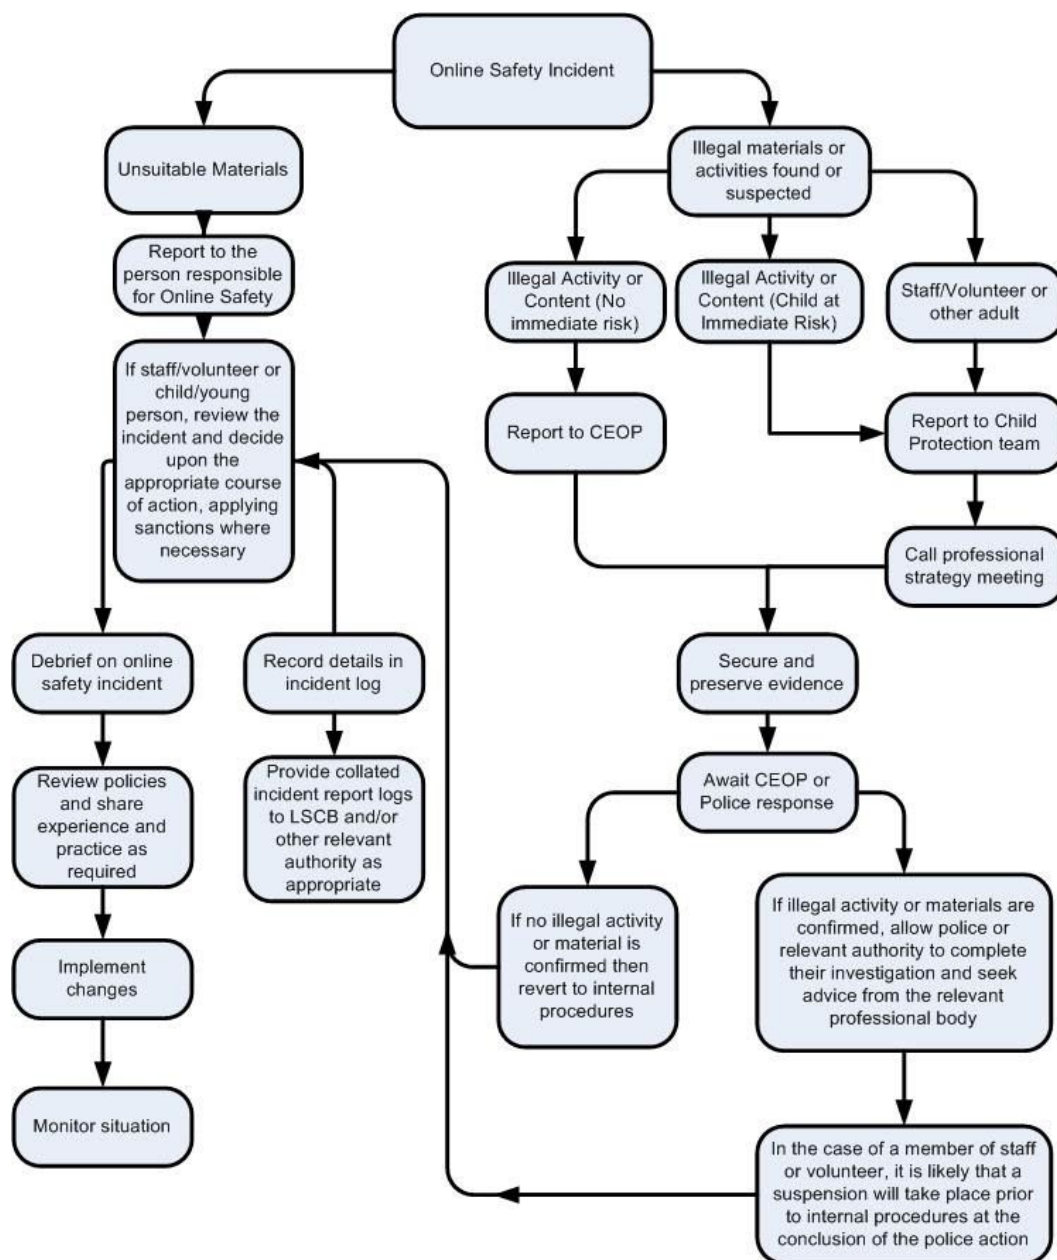 Online Safety Incident
Unsuitable Materials
Report to the
person responsible
for Online Safety
If staff/volunteer or
child/young
person, review the
incident and decide
upon the
appropriate course
of action, applying
sanctions where
necessary
Debrief on online
safety incident
Review policies
and share
experience and
practice as
required
Implement
changes
Monitor situation
Record details in
incident log
Provide collated
incident report logs
to LSCB and/or
other relevant
authority as
appropriate
Illegal materials or
activities found or
suspected
Illegal Activity or
Content (No
immediate risk)
Illegal Activity or
Content (Child at
Immediate Risk)
Staff/Volunteer or
other adult
Report to CEOP
Report to Child
Protection team
Call professional
strategy meeting
Secure and
preserve evidence
Await CEOP or
Police response
If no illegal activity
or material is
confirmed then
revert to internal
procedures
If illegal activity or materials are
confirmed, allow police or
relevant authority to complete
their investigation and seek
advice from the relevant
professional body
In the case of a member of staff
or volunteer, it is likely that a
suspension will take place prior
to internal procedures at the
conclusion of the police action